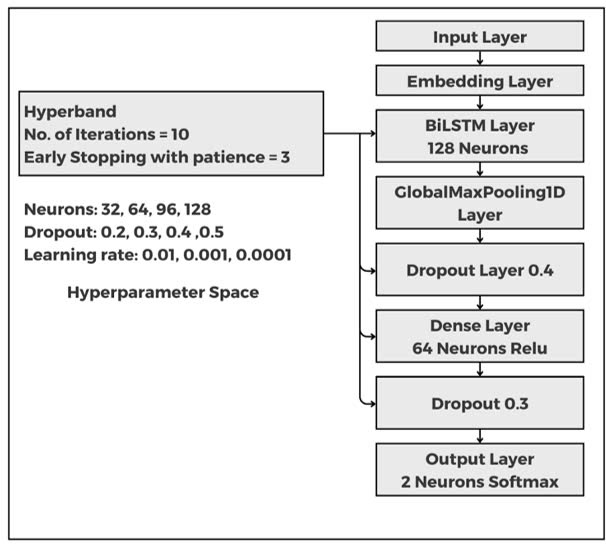 Input Layer
Embedding Layer
Hyperband
No. of Iterations = 10
Early Stopping with patience = 3
BiLSTM Layer
128 Neurons
GlobalMaxPooling1D
Layer
Neurons: 32, 64, 96, 128
Dropout: 0.2, 0.3, 0.4 ,0.5
Learning rate: 0.01, 0.001, 0.0001
Hyperparameter Space
Dropout Layer 0.4
Dense Layer
64 Neurons Relu
Dropout 0.3
Output Layer
2 Neurons Softmax